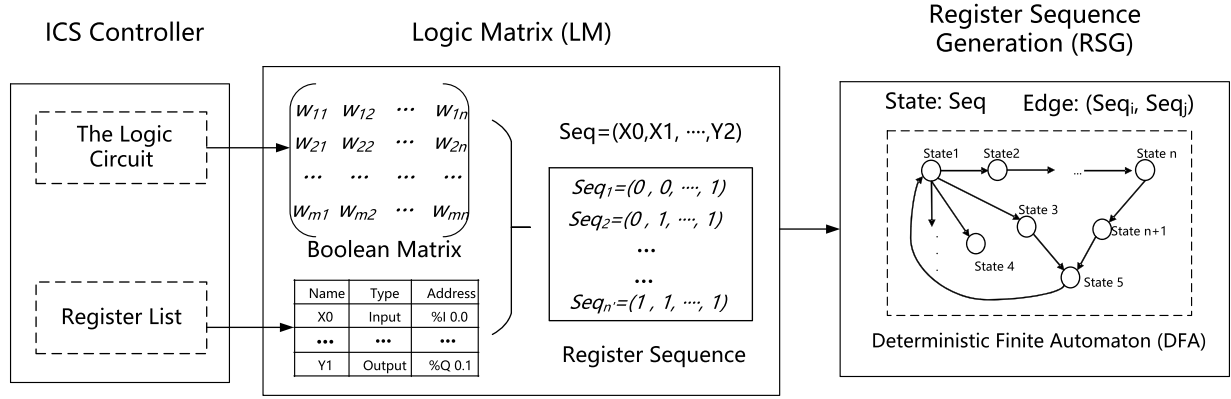 ICS Controller
The Logic
Circuit
Register List
Logic Matrix (LM)
w11 w12 ··· w1n
w21 w22 ··· w2n
··· ··· ··· ···
wm1 wm2 ··· wmn
Boolean Matrix
Name Type Address
X0 Input %I 0.0
··· ··· ···
Y1 Output %Q 0.1
Seq=(X0,X1, ····,Y2)
Seq1=(0 , 0, ····, 1)
Seq2=(0 , 1, ····, 1)
···
···
Seqn'=(1 , 1, ····, 1)
Register Sequence
Register Sequence
Generation (RSG)
State: Seq Edge: (Seqi, Seqj)
State1 State2 ... State n
State 3
State n+1
State 4
State 5
Deterministic Finite Automaton (DFA)